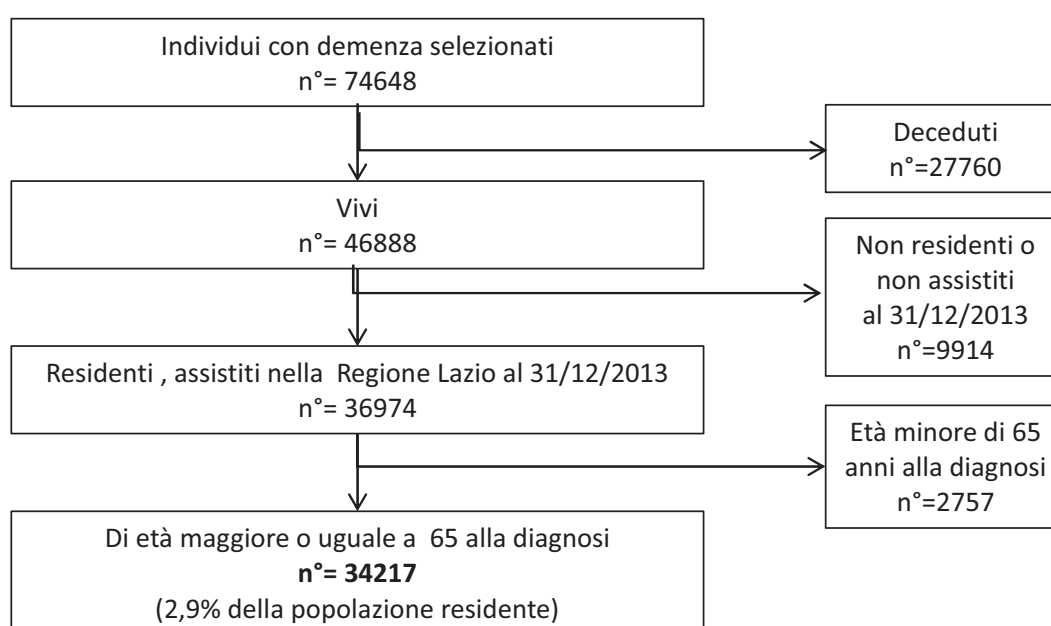 Individui con demenza selezionati
n°= 74648
Deceduti
n°=27760
Vivi
n°= 46888
Non residenti o
non assistiti
al 31/12/2013
n°=9914
Residenti , assistiti nella  Regione Lazio al 31/12/2013
n°= 36974
Età minore di 65
anni alla diagnosi
n°=2757
Di età maggiore o uguale a  65 alla diagnosi
n°= 34217
(2,9% della popolazione residente)